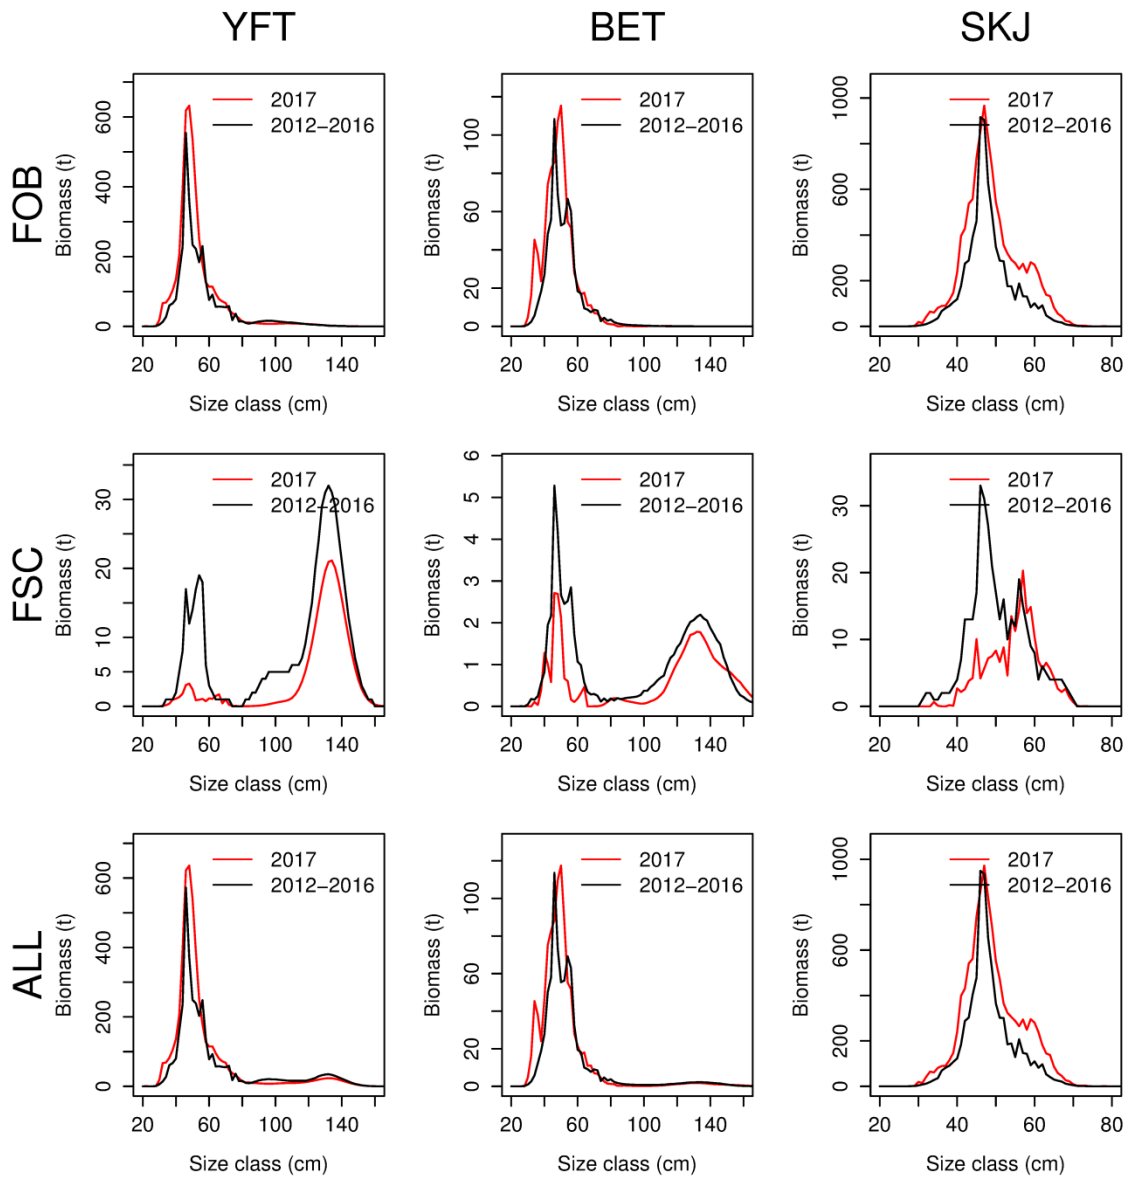 YFT BET SKJ
FOB
Biomass (t)
0 200 400 600
2017
2012−2016
20 60 100 140
Size class (cm)
Biomass (t)
0 20 60 100
2017
2012−2016
20 60 100 140
Size class (cm)
Biomass (t)
0 200 600 1000
2017
2012−2016
20 40 60 80
Size class (cm)
FSC
Biomass (t)
0 5 10 20 30
2017
2012−2016
20 60 100 140
Size class (cm)
Biomass (t)
0 1 2 3 4 5 6
2017
2012−2016
20 60 100 140
Size class (cm)
Biomass (t)
0 10 20 30
2017
2012−2016
20 40 60 80
Size class (cm)
ALL
Biomass (t)
0 200 400 600
2017
2012−2016
20 60 100 140
Size class (cm)
Biomass (t)
0 20 60 100
2017
2012−2016
20 60 100 140
Size class (cm)
Biomass (t)
0 200 600 1000
2017
2012−2016
20 40 60 80
Size class (cm)